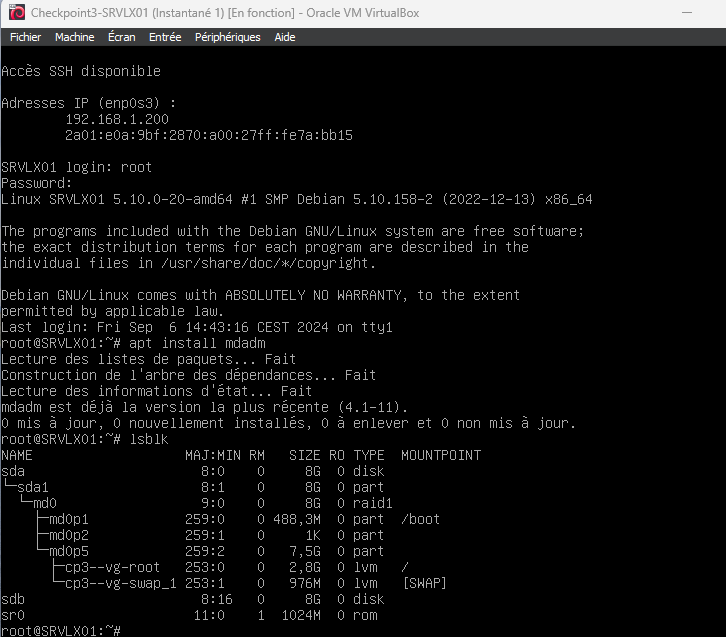 Checkpoint3-SRVLX01 (Instantané 1) [En fonction] - Oracle VM VirtualBox
Fichier Machine Écran Entrée Périphériques Aide
Accès SSH disponible
Adresses IP (enp0s3) :
192.168.1.200
2a01:e0a:9bf:2870:a00:27ff:fe7a:bb15
SRVLX01 login: root
Password:
Linux SRVLX01 5.10.0-20-amd64 #1 SMP Debian 5.10.158-2 (2022-12-13) x86_64
The programs included with the Debian GNU/Linux system are free software;
the exact distribution terms for each program are described in the
individual files in /usr/share/doc/*/copyright.
Debian GNU/Linux comes with ABSOLUTELY NO WARRANTY, to the extent
permitted by applicable law.
Last login: Fri Sep  6 14:43:16 CEST 2024 on tty1
root@SRVLX01:~# apt install mdadm
Lecture des listes de paquets... Fait
Construction de l'arbre des dépendances... Fait
Lecture des informations d'état... Fait
mdadm est déjà la version la plus récente (4.1-11).
0 mis à jour, 0 nouvellement installés, 0 à enlever et 0 non mis à jour.
root@SRVLX01:~# lsblk
NAME                  MAJ:MIN RM   SIZE RO TYPE  MOUNTPOINT
sda                     8:0    0     8G  0 disk
└─sda1                  8:1    0     8G  0 part
  └─md0                 9:0    0     8G  0 raid1
    ├─md0p1           259:0    0 488,3M  0 part  /boot
    ├─md0p2           259:1    0     1K  0 part
    └─md0p5           259:2    0   7,5G  0 part
      ├─cp3--vg-root  253:0    0   2,8G  0 lvm   /
      └─cp3--vg-swap_1 253:1    0   976M  0 lvm   [SWAP]
sdb                     8:16   0     8G  0 disk
sr0                    11:0    1  1024M  0 rom
root@SRVLX01:~#